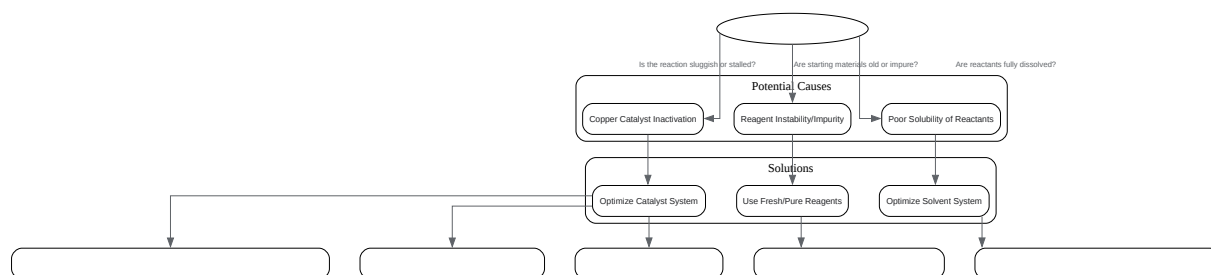 Is the reaction sluggish or stalled?
Are starting materials old or impure?
Are reactants fully dissolved?
Potential Causes
Copper Catalyst Inactivation
Reagent Instability/Impurity
Poor Solubility of Reactants
Solutions
Optimize Catalyst System
Use Fresh/Pure Reagents
Optimize Solvent System